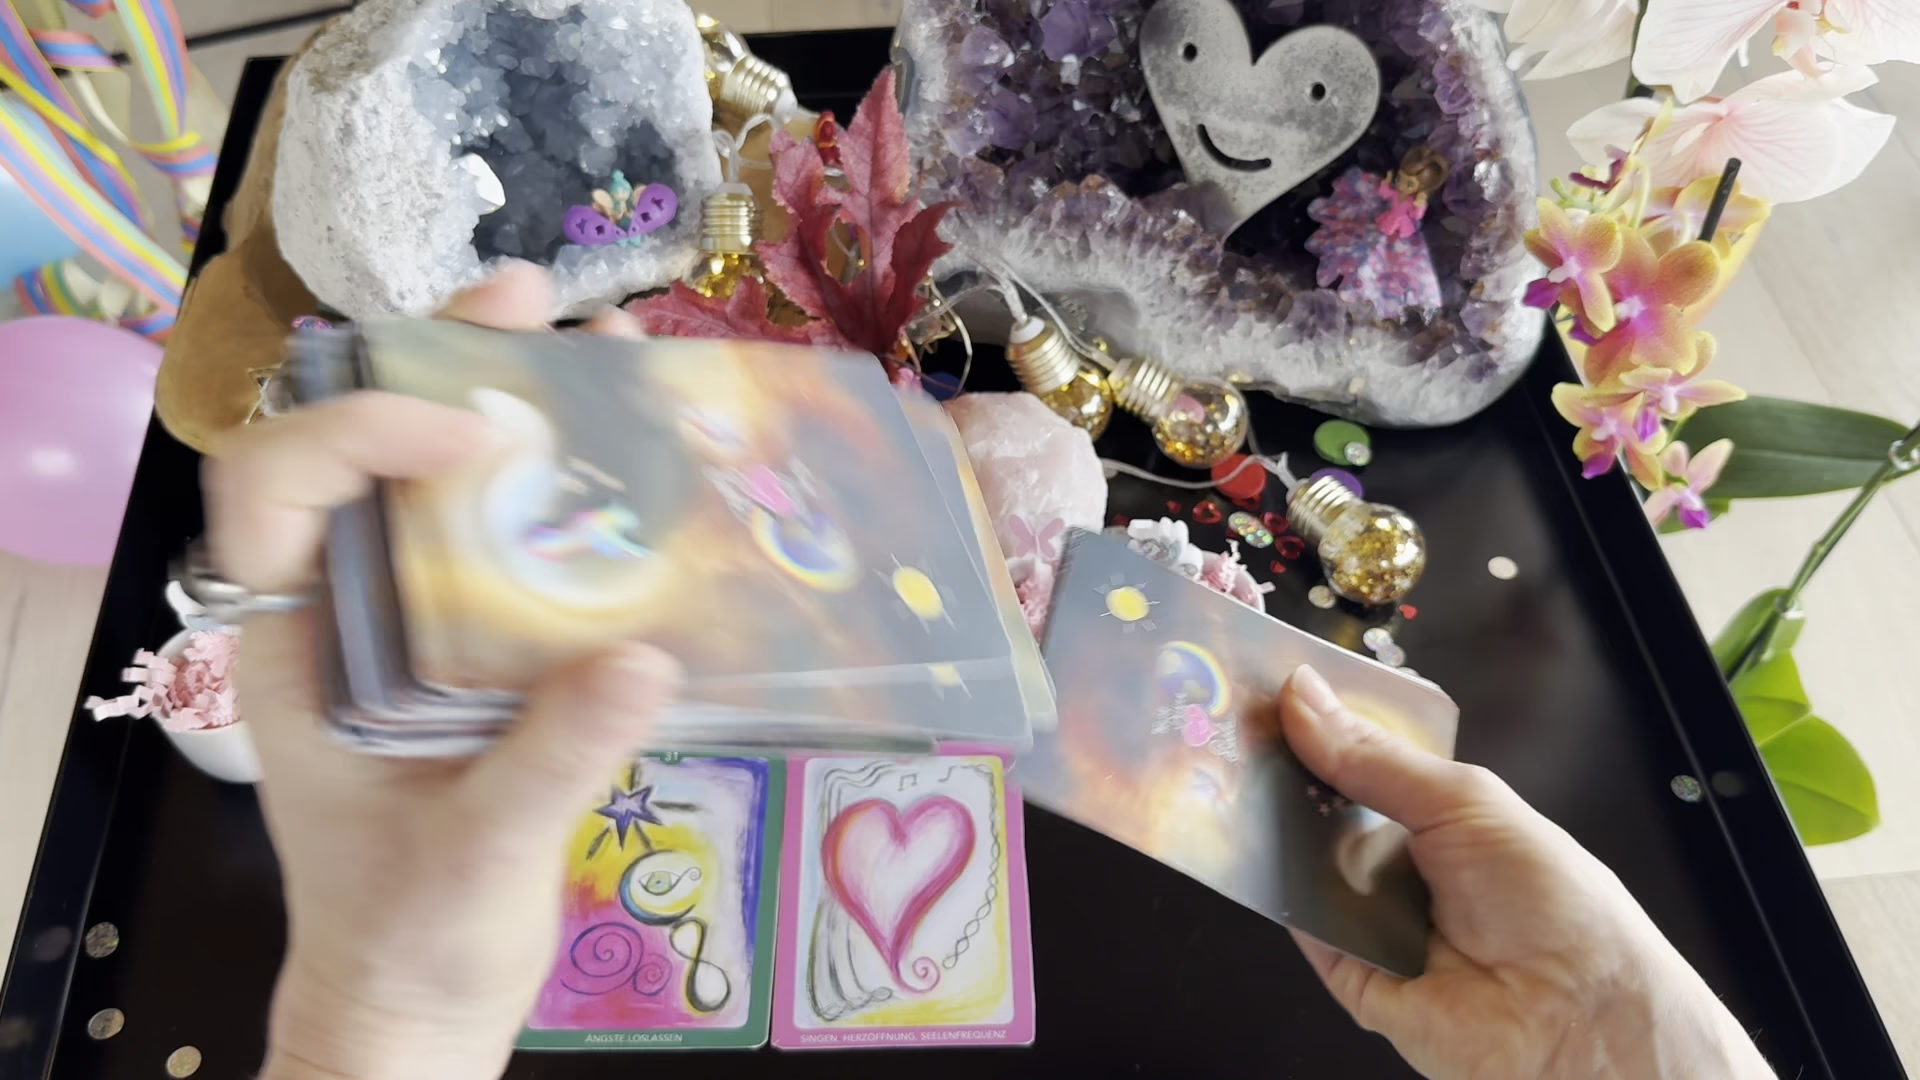 31
ÄNGSTE LOSLASSEN
SINGEN, HERZÖFFNUNG, SEELENFREQUENZ